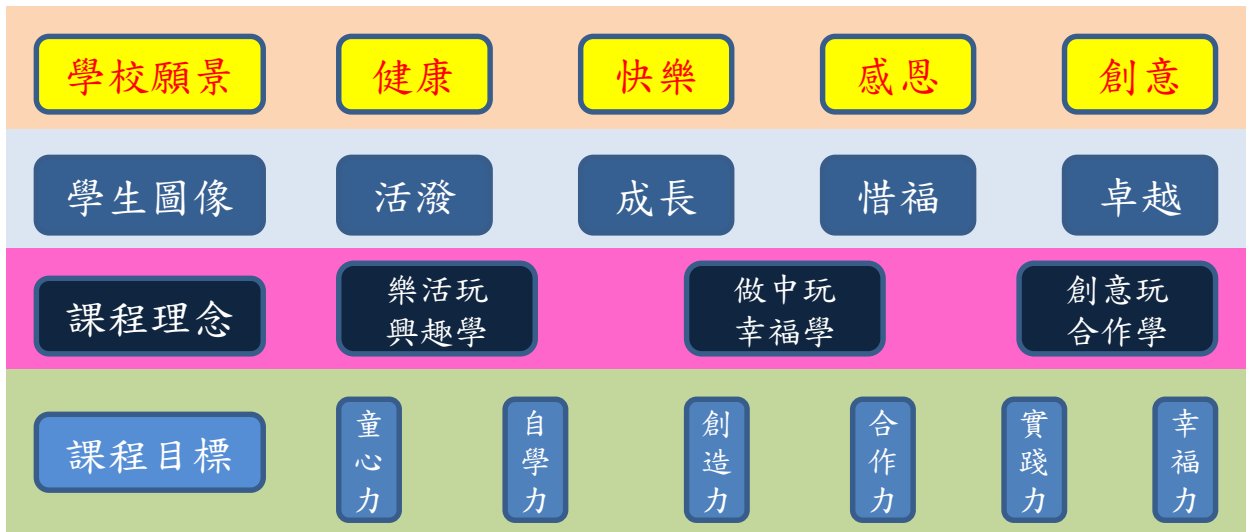 學校願景
健康
快樂
感恩
創意
學生圖像
活潑
成長
惜福
卓越
課程理念
樂活玩
興趣學
做中玩
幸福學
創意玩
合作學
課程目標
童心力
自學力
創造力
合作力
實踐力
幸福力